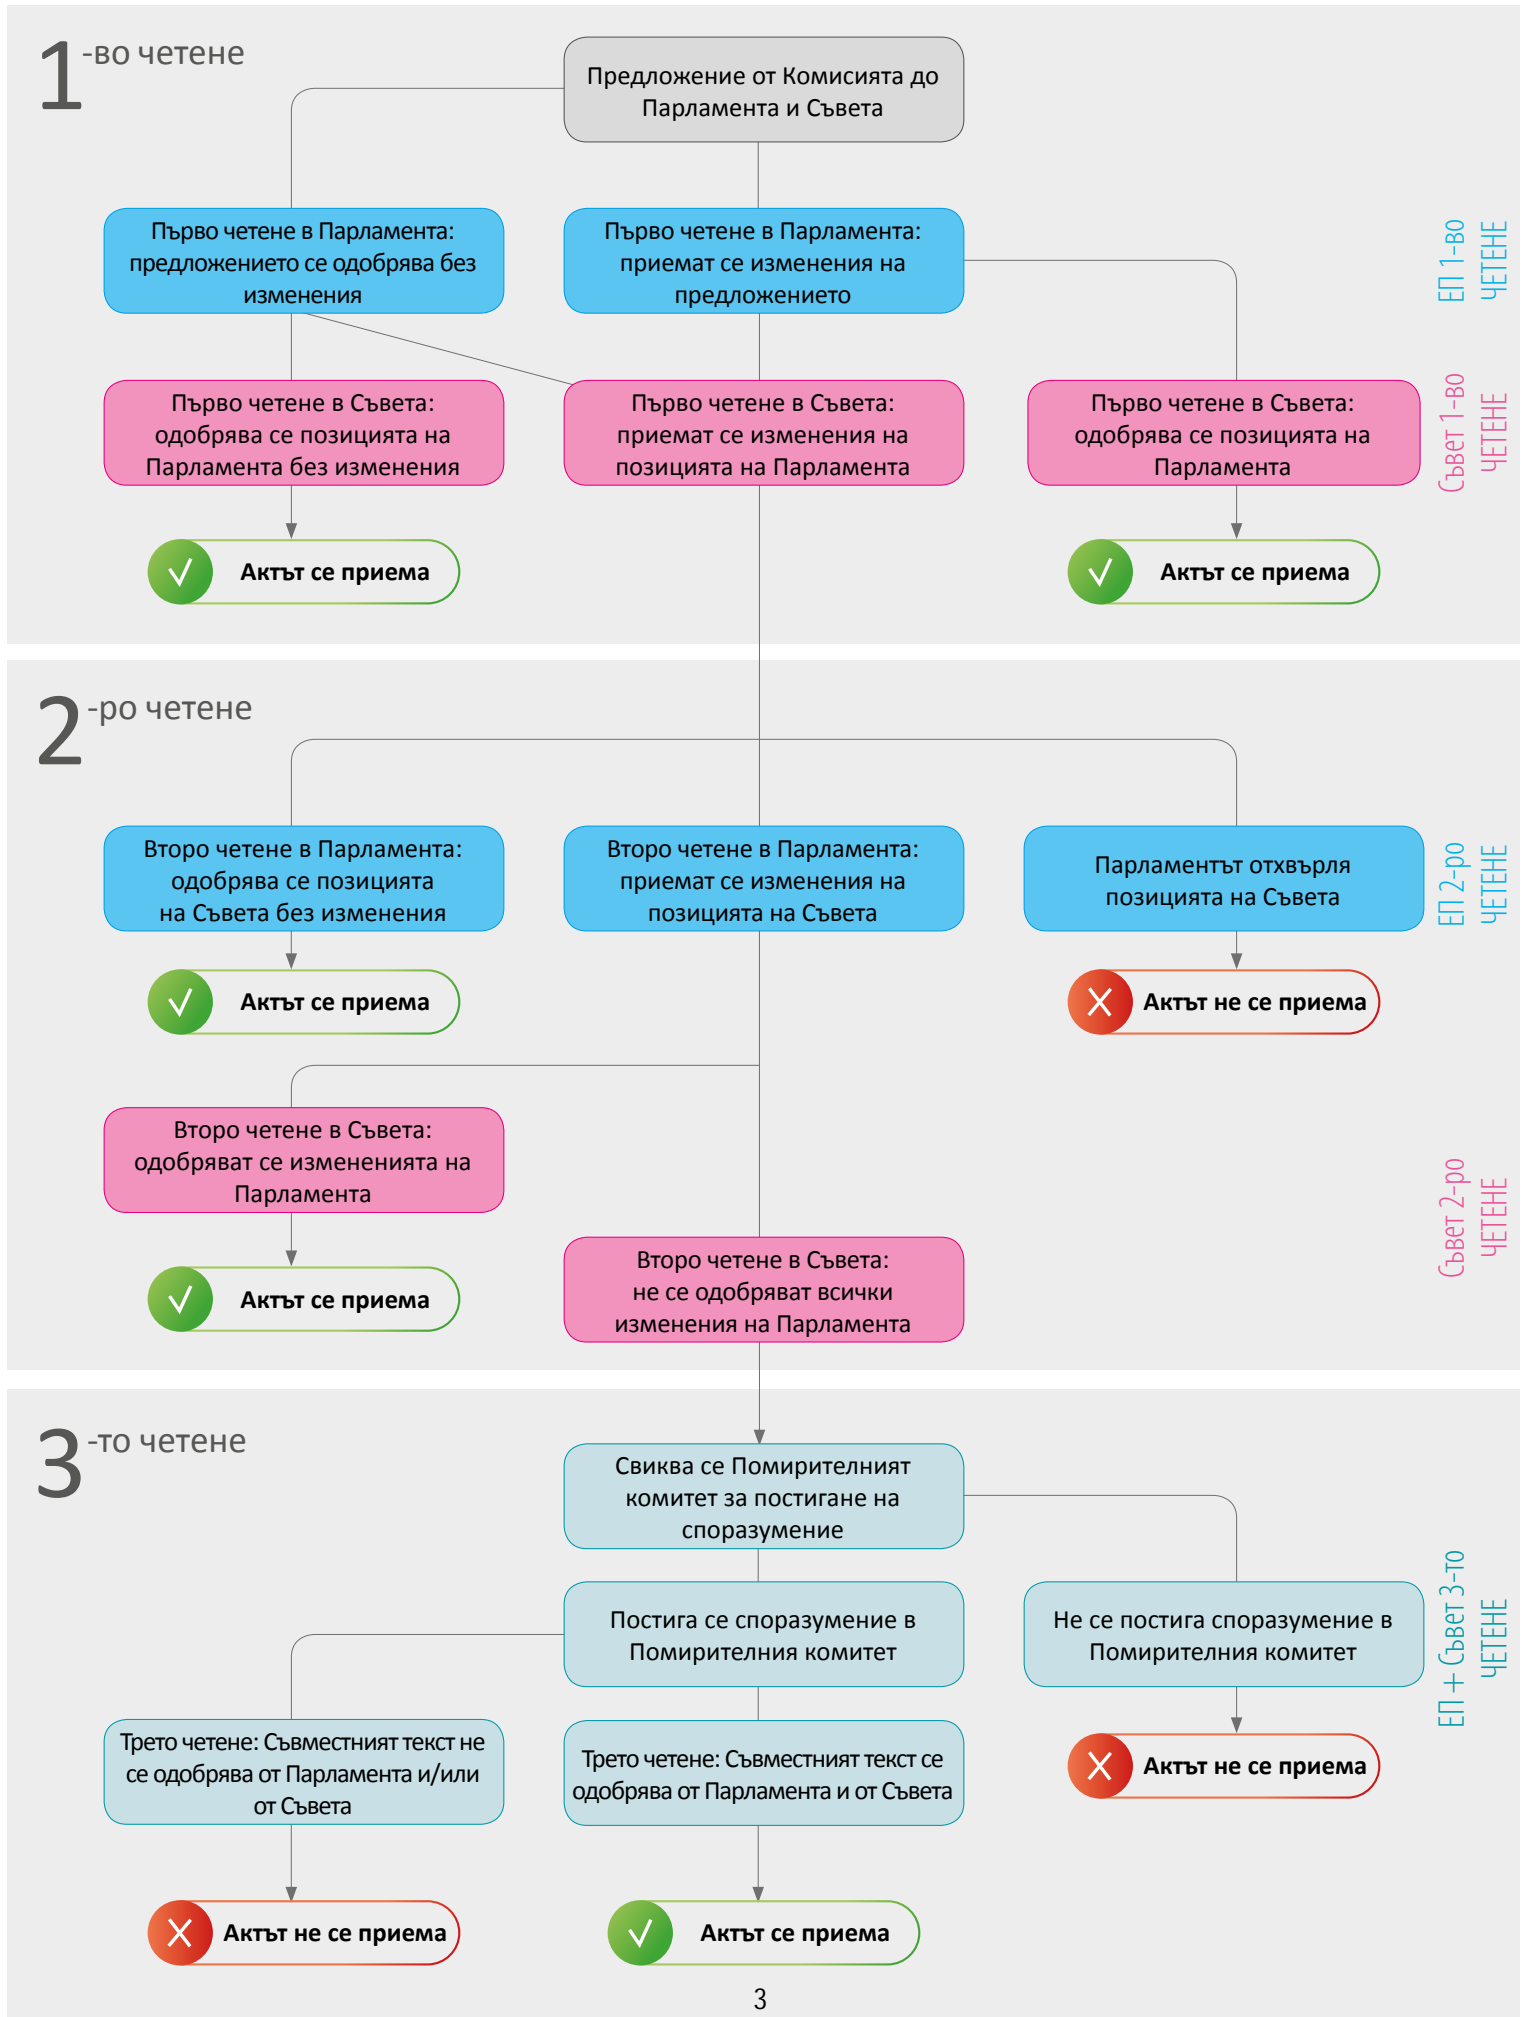 1-во четене
Предложение от Комисията до
Парламента и Съвета
Първо четене в Парламента:
предложението се одобрява без
изменения
Първо четене в Парламента:
приемат се изменения на
предложението
ЕП 1-во
ЧЕТЕНЕ
Първо четене в Съвета:
одобрява се позицията на
Парламента без изменения
Първо четене в Съвета:
приемат се изменения на
позицията на Парламента
Първо четене в Съвета:
одобрява се позицията на
Парламента
Съвет 1-во
ЧЕТЕНЕ
Актът се приема
Актът се приема
2-ро четене
Второ четене в Парламента:
одобрява се позицията
на Съвета без изменения
Второ четене в Парламента:
приемат се изменения на
позицията на Съвета
Парламентът отхвърля
позицията на Съвета
ЕП 2-ро
ЧЕТЕНЕ
Актът се приема
Актът не се приема
Второ четене в Съвета:
одобряват се измененията на
Парламента
Съвет 2-ро
ЧЕТЕНЕ
Актът се приема
Второ четене в Съвета:
не се одобряват всички
изменения на Парламента
3-то четене
Свиква се Помирителният
комитет за постигане на
споразумение
Постига се споразумение в
Помирителния комитет
Не се постига споразумение в
Помирителния комитет
ЕП + Съвет 3-то
ЧЕТЕНЕ
Трето четене: Съвместният текст не
се одобрява от Парламента и/или
от Съвета
Трето четене: Съвместният текст се
одобрява от Парламента и от Съвета
Актът не се приема
Актът не се приема
Актът се приема
3